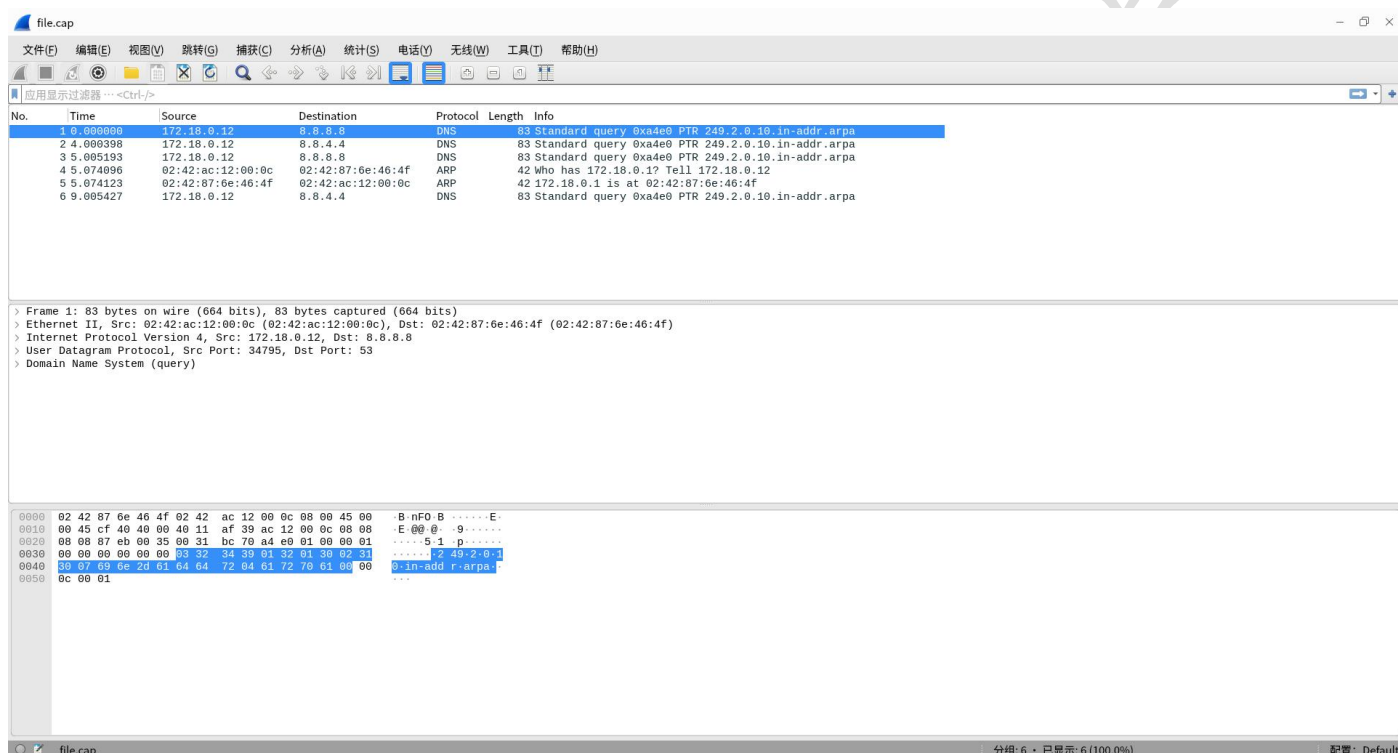 file.cap
文件(F) 编辑(E) 视图(V) 跳转(G) 捕获(C) 分析(A) 统计(S) 电话(Y) 无线(W) 工具(T) 帮助(H)
应用显示过滤器 … <Ctrl-/>
No. Time Source Destination Protocol Length Info
1 0.000000 172.18.0.12 8.8.8.8 DNS 83 Standard query 0xa4e0 PTR 249.2.0.10.in-addr.arpa
2 4.000398 172.18.0.12 8.8.4.4 DNS 83 Standard query 0xa4e0 PTR 249.2.0.10.in-addr.arpa
3 5.005193 172.18.0.12 8.8.8.8 DNS 83 Standard query 0xa4e0 PTR 249.2.0.10.in-addr.arpa
4 5.074096 02:42:ac:12:00:0c 02:42:87:6e:46:4f ARP 42 Who has 172.18.0.1? Tell 172.18.0.12
5 5.074123 02:42:87:6e:46:4f 02:42:ac:12:00:0c ARP 42 172.18.0.1 is at 02:42:87:6e:46:4f
6 9.005427 172.18.0.12 8.8.4.4 DNS 83 Standard query 0xa4e0 PTR 249.2.0.10.in-addr.arpa
> Frame 1: 83 bytes on wire (664 bits), 83 bytes captured (664 bits)
> Ethernet II, Src: 02:42:ac:12:00:0c (02:42:ac:12:00:0c), Dst: 02:42:87:6e:46:4f (02:42:87:6e:46:4f)
> Internet Protocol Version 4, Src: 172.18.0.12, Dst: 8.8.8.8
> User Datagram Protocol, Src Port: 34795, Dst Port: 53
> Domain Name System (query)
0000 02 42 87 6e 46 4f 02 42 ac 12 00 0c 08 00 45 00 ·B·nFO·B ······E·
0010 00 45 cf 40 40 00 40 11 af 39 ac 12 00 0c 08 08 ·E·@@·@· ·9······
0020 08 08 87 eb 00 35 00 31 bc 70 a4 e0 01 00 00 01 ·····5·1 ·p······
0030 00 00 00 00 00 00 03 32 34 39 01 32 01 30 02 31 ·······2 49·2·0·1
0040 30 07 69 6e 2d 61 64 64 72 04 61 72 70 61 00 00 0·in-add r·arpa··
0050 0c 00 01 ···
file.cap 分组: 6 · 已显示: 6 (100.0%) 配置: Default